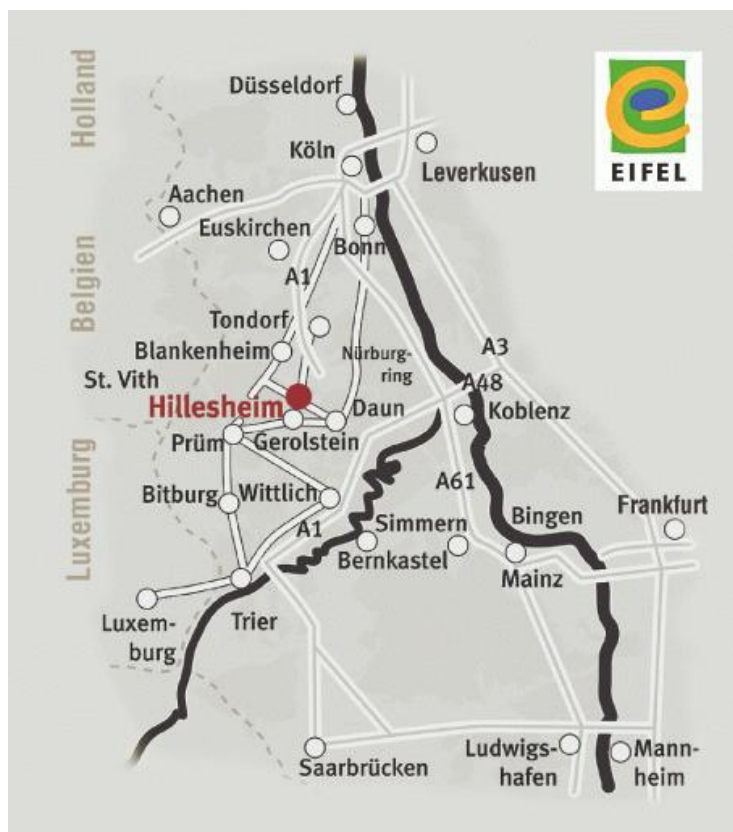 Holland
Düsseldorf
EIFEL
Köln
Leverkusen
Aachen
Euskirchen
Bonn
Belgien
A1
Tondorf
Blankenheim
Nürburg-
ring
A3
St. Vith
A48
Hillesheim
Daun
Koblenz
Prüm
Gerolstein
Luxemburg
A61
Bitburg
Wittlich
Frankfurt
Simmern
Bingen
A1
Bernkastel
Mainz
Luxem-
burg
Trier
Saarbrücken
Ludwigs-
hafen
Mann-
heim